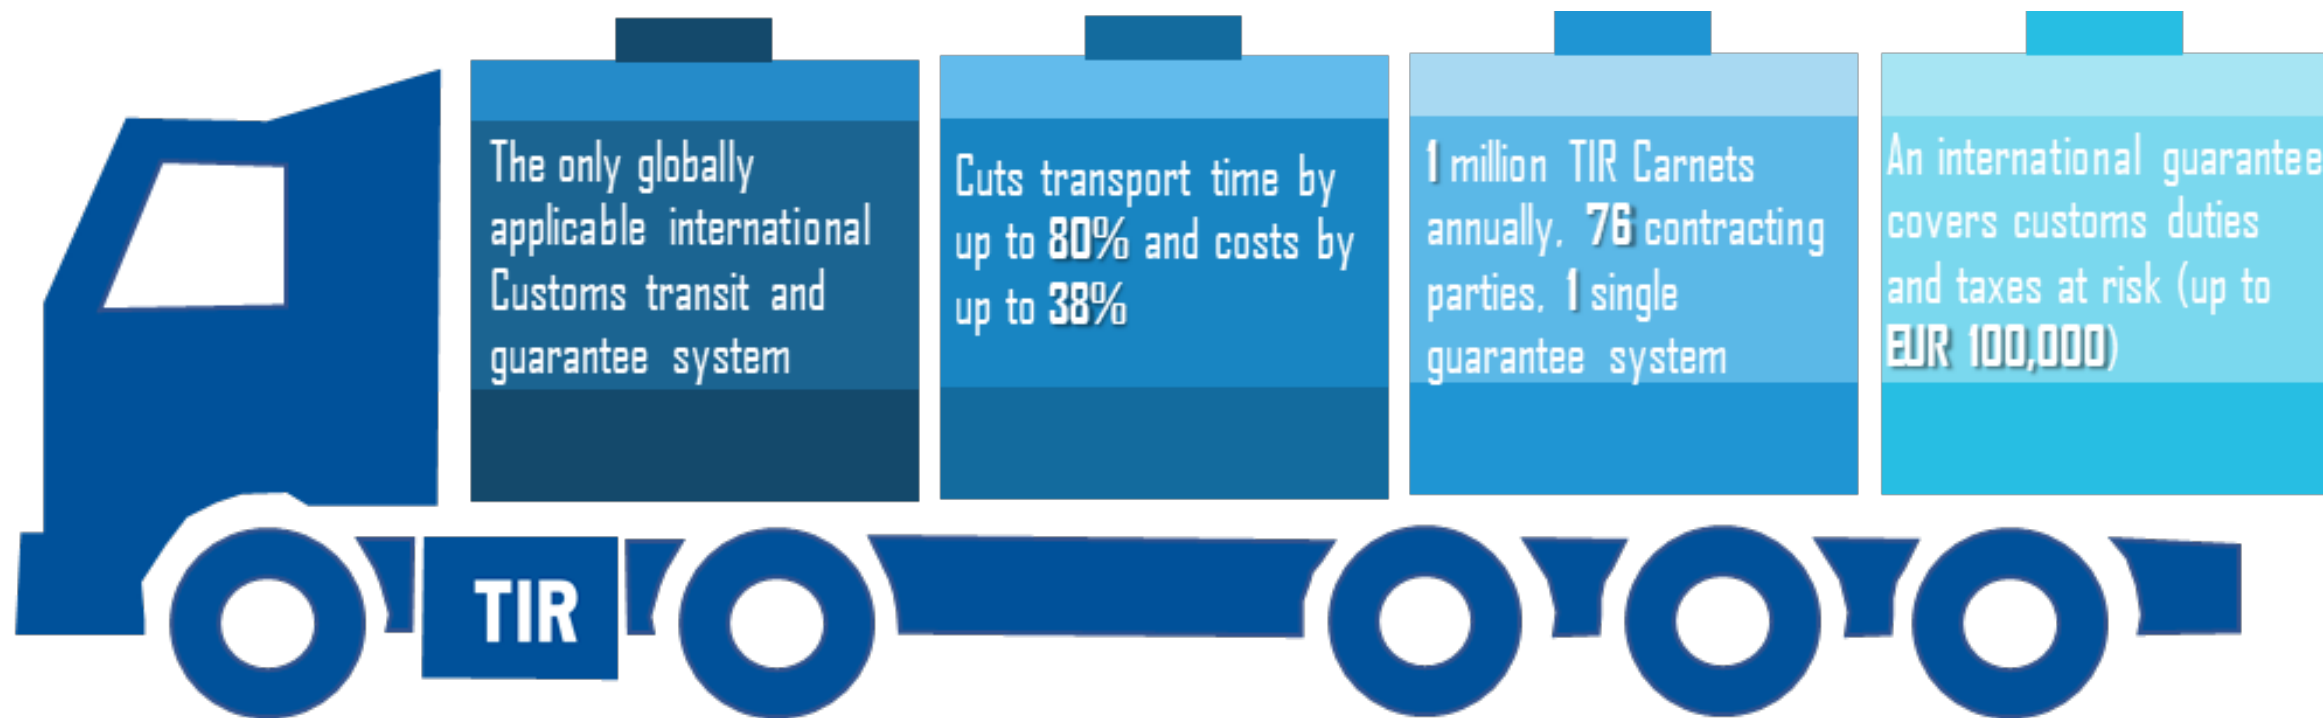 The only globally
applicable international
Customs transit and
guarantee system
Cuts transport time by
up to 80% and costs by
up to 38%
1 million TIR Carnets
annually, 76 contracting
parties, 1 single
guarantee system
An international guarantee
covers customs duties
and taxes at risk (up to
EUR 100,000)
TIR